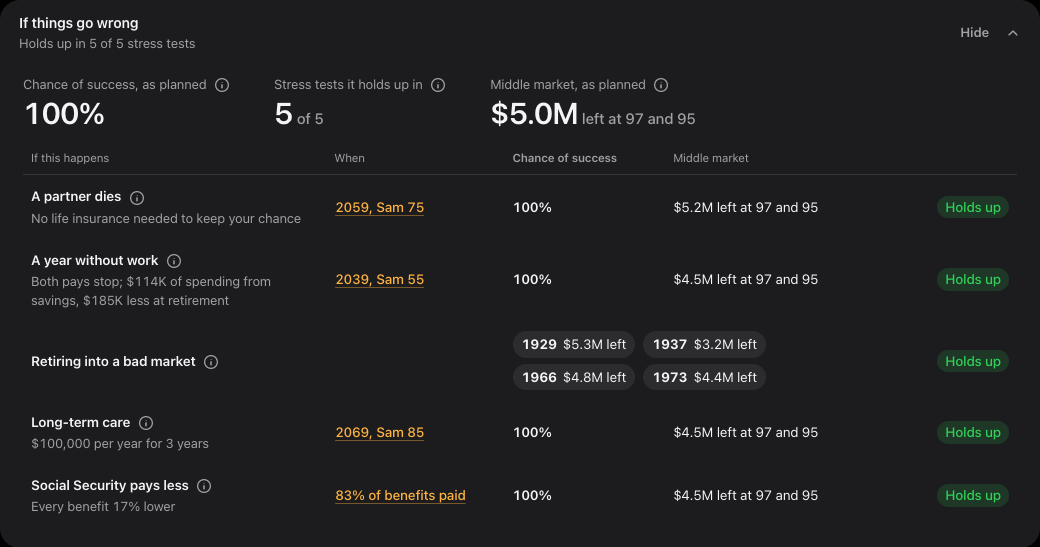 If things go wrong
Holds up in 5 of 5 stress tests
Hide
Chance of success, as planned
100%
Stress tests it holds up in
5 of 5
Middle market, as planned
$5.0M left at 97 and 95
If this happens
When
Chance of success
Middle market
A partner dies
No life insurance needed to keep your chance
2059, Sam 75
100%
$5.2M left at 97 and 95
Holds up
A year without work
Both pays stop; $114K of spending from
savings, $185K less at retirement
2039, Sam 55
100%
$4.5M left at 97 and 95
Holds up
Retiring into a bad market
1929 $5.3M left
1937 $3.2M left
1966 $4.8M left
1973 $4.4M left
Holds up
Long-term care
$100,000 per year for 3 years
2069, Sam 85
100%
$4.5M left at 97 and 95
Holds up
Social Security pays less
Every benefit 17% lower
83% of benefits paid
100%
$4.5M left at 97 and 95
Holds up